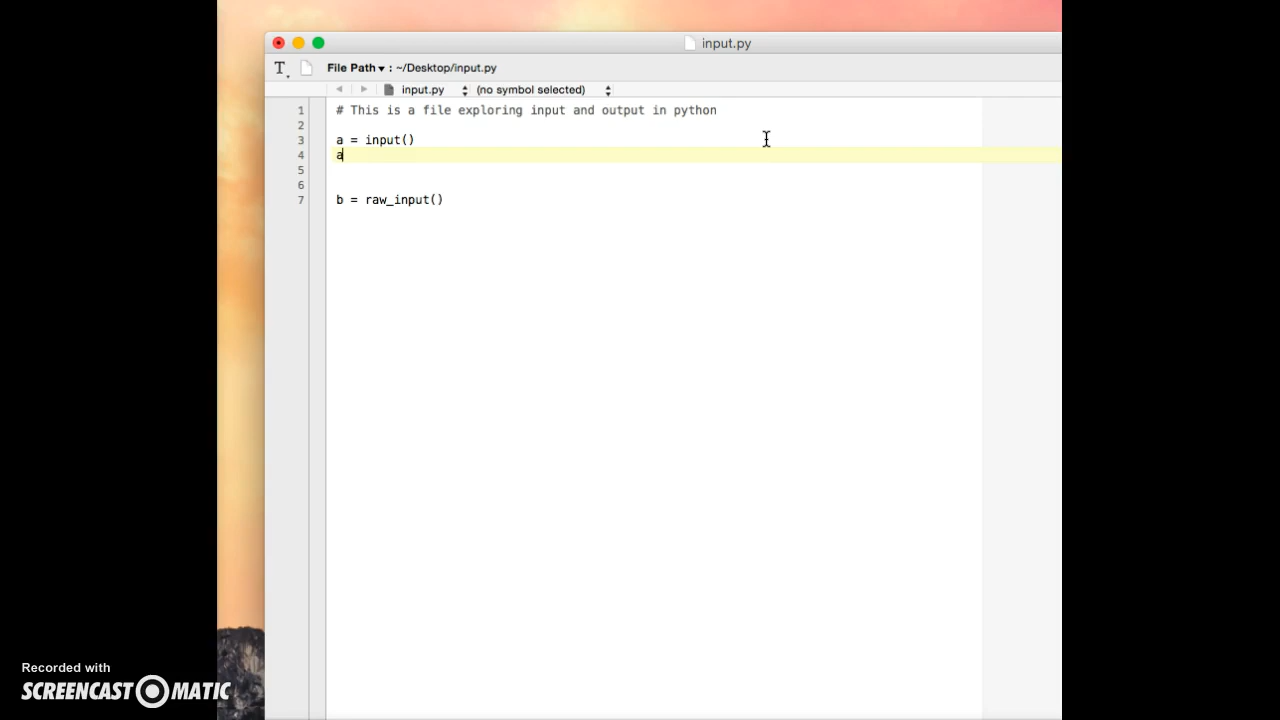 input.py
T File Path ▾ : ~/Desktop/input.py
input.py (no symbol selected)
1 # This is a file exploring input and output in python
2
3 a = input()
4 a
5
6
7 b = raw_input()
Recorded with
SCREENCAST MATIC